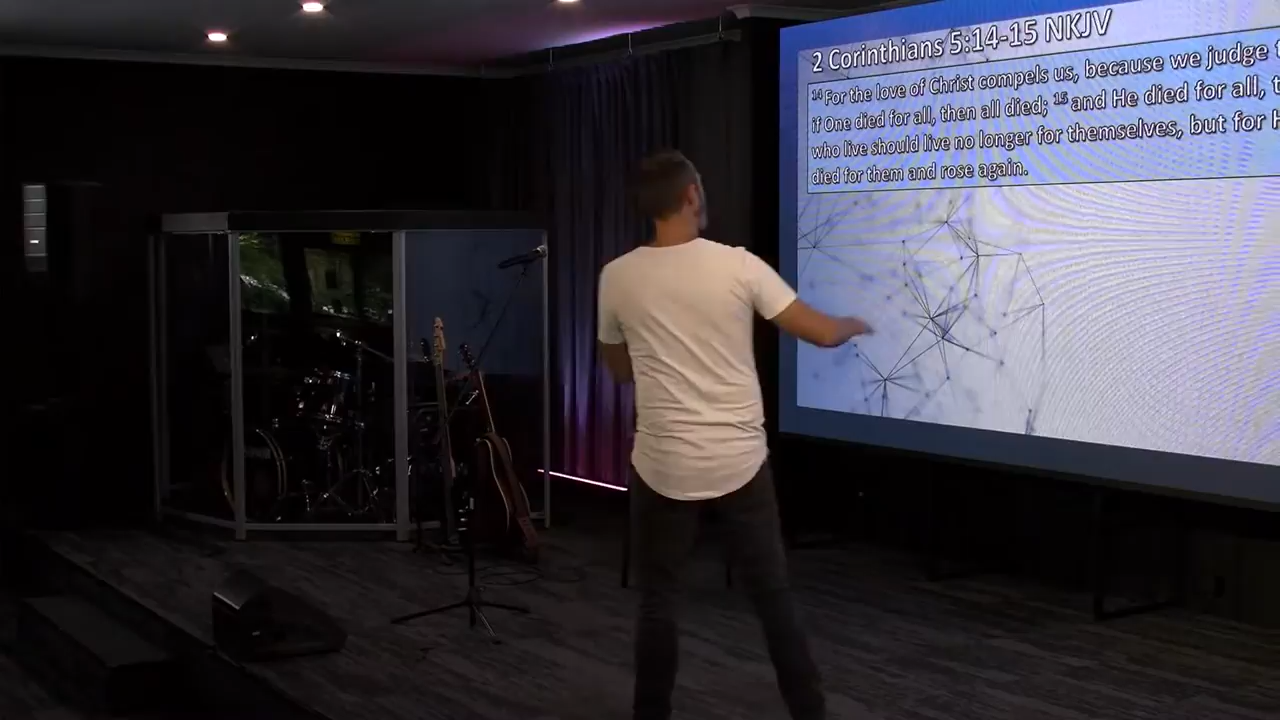 2 Corinthians 5:14-15 NKJV
14 For the love of Christ compels us, because we judge
if One died for all, then all died; 15 and He died for all,
who live should live no longer for themselves, but for
died for them and rose again.